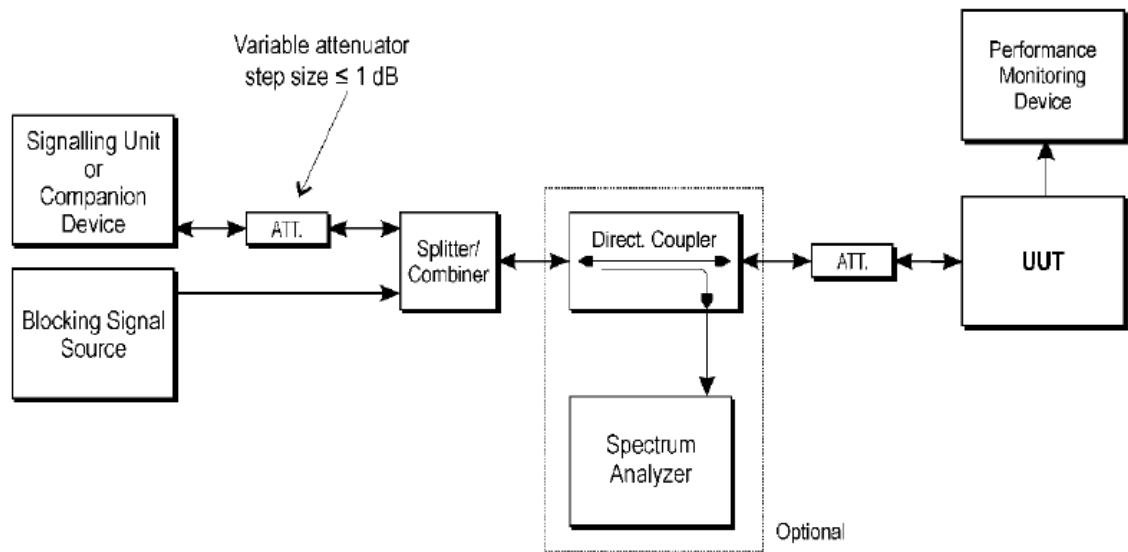 Variable attenuator
step size ≤ 1 dB
Performance
Monitoring
Device
Signalling Unit
or
Companion
Device
ATT.
Splitter/
Combiner
Direct. Coupler
ATT.
UUT
Blocking Signal
Source
Spectrum
Analyzer
Optional